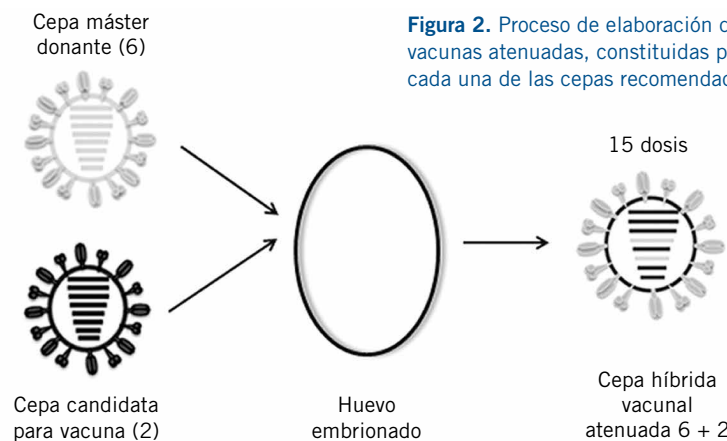 Cepa máster
donante (6)
Figura 2. Proceso de elaboración
vacunas atenuadas, constituidas
cada una de las cepas
15 dosis
Cepa candidata
para vacuna (2)
Huevo
embrionado
Cepa híbrida
vacunal
atenuada 6 + 2